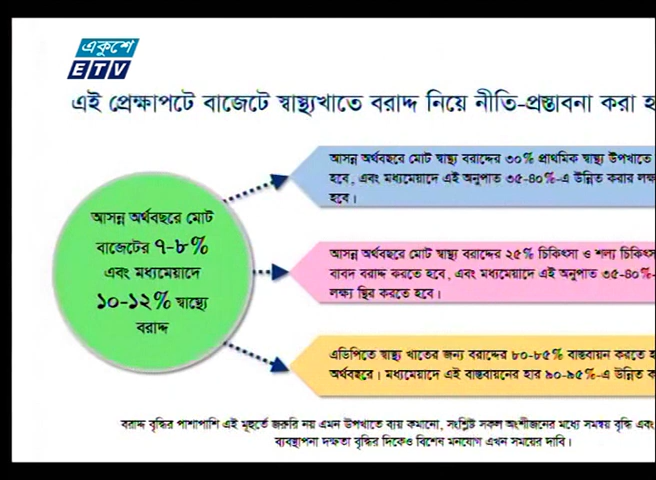 একুশে
ETV
এই প্রেক্ষাপটে বাজেটে স্বাস্থ্যখাতে বরাদ্দ নিয়ে নীতি-প্রস্তাবনা করা হ
আসন্ন অর্থবছরে মোট
বাজেটের ৭-৮%
এবং মধ্যমেয়াদে
১০-১২% স্বাস্থ্যে
বরাদ্দ
আসন্ন অর্থবছরে মোট স্বাস্থ্য বরাদ্দের ৩০% প্রাথমিক স্বাস্থ্য উপখাতে
হবে, এবং মধ্যমেয়াদে এই অনুপাত ৩৫-৪০%-এ উন্নিত করার লক্ষ
হবে।
আসন্ন অর্থবছরে মোট স্বাস্থ্য বরাদ্দের ২৫% চিকিৎসা ও শল্য চিকিৎস
বাবদ বরাদ্দ করতে হবে, এবং মধ্যমেয়াদে এই অনুপাত ৩৫-৪০%-
লক্ষ্য স্থির করতে হবে।
এডিপিতে স্বাস্থ্য খাতের জন্য বরাদ্দের ৮০-৮৫% বাস্তবায়ন করতে হ
অর্থবছরে। মধ্যমেয়াদে এই বাস্তবায়নের হার ৯০-৯৫%-এ উন্নিত ক
বরাদ্দ বৃদ্ধির পাশাপাশি এই মূহুর্তে জরুরি নয় এমন উপখাতে ব্যয় কমানো, সংশ্লিষ্ট সকল অংশীজনের মধ্যে সমন্বয় বৃদ্ধি এবং
ব্যবস্থাপনা দক্ষতা বৃদ্ধির দিকেও বিশেষ মনযোগ এখন সময়ের দাবি।